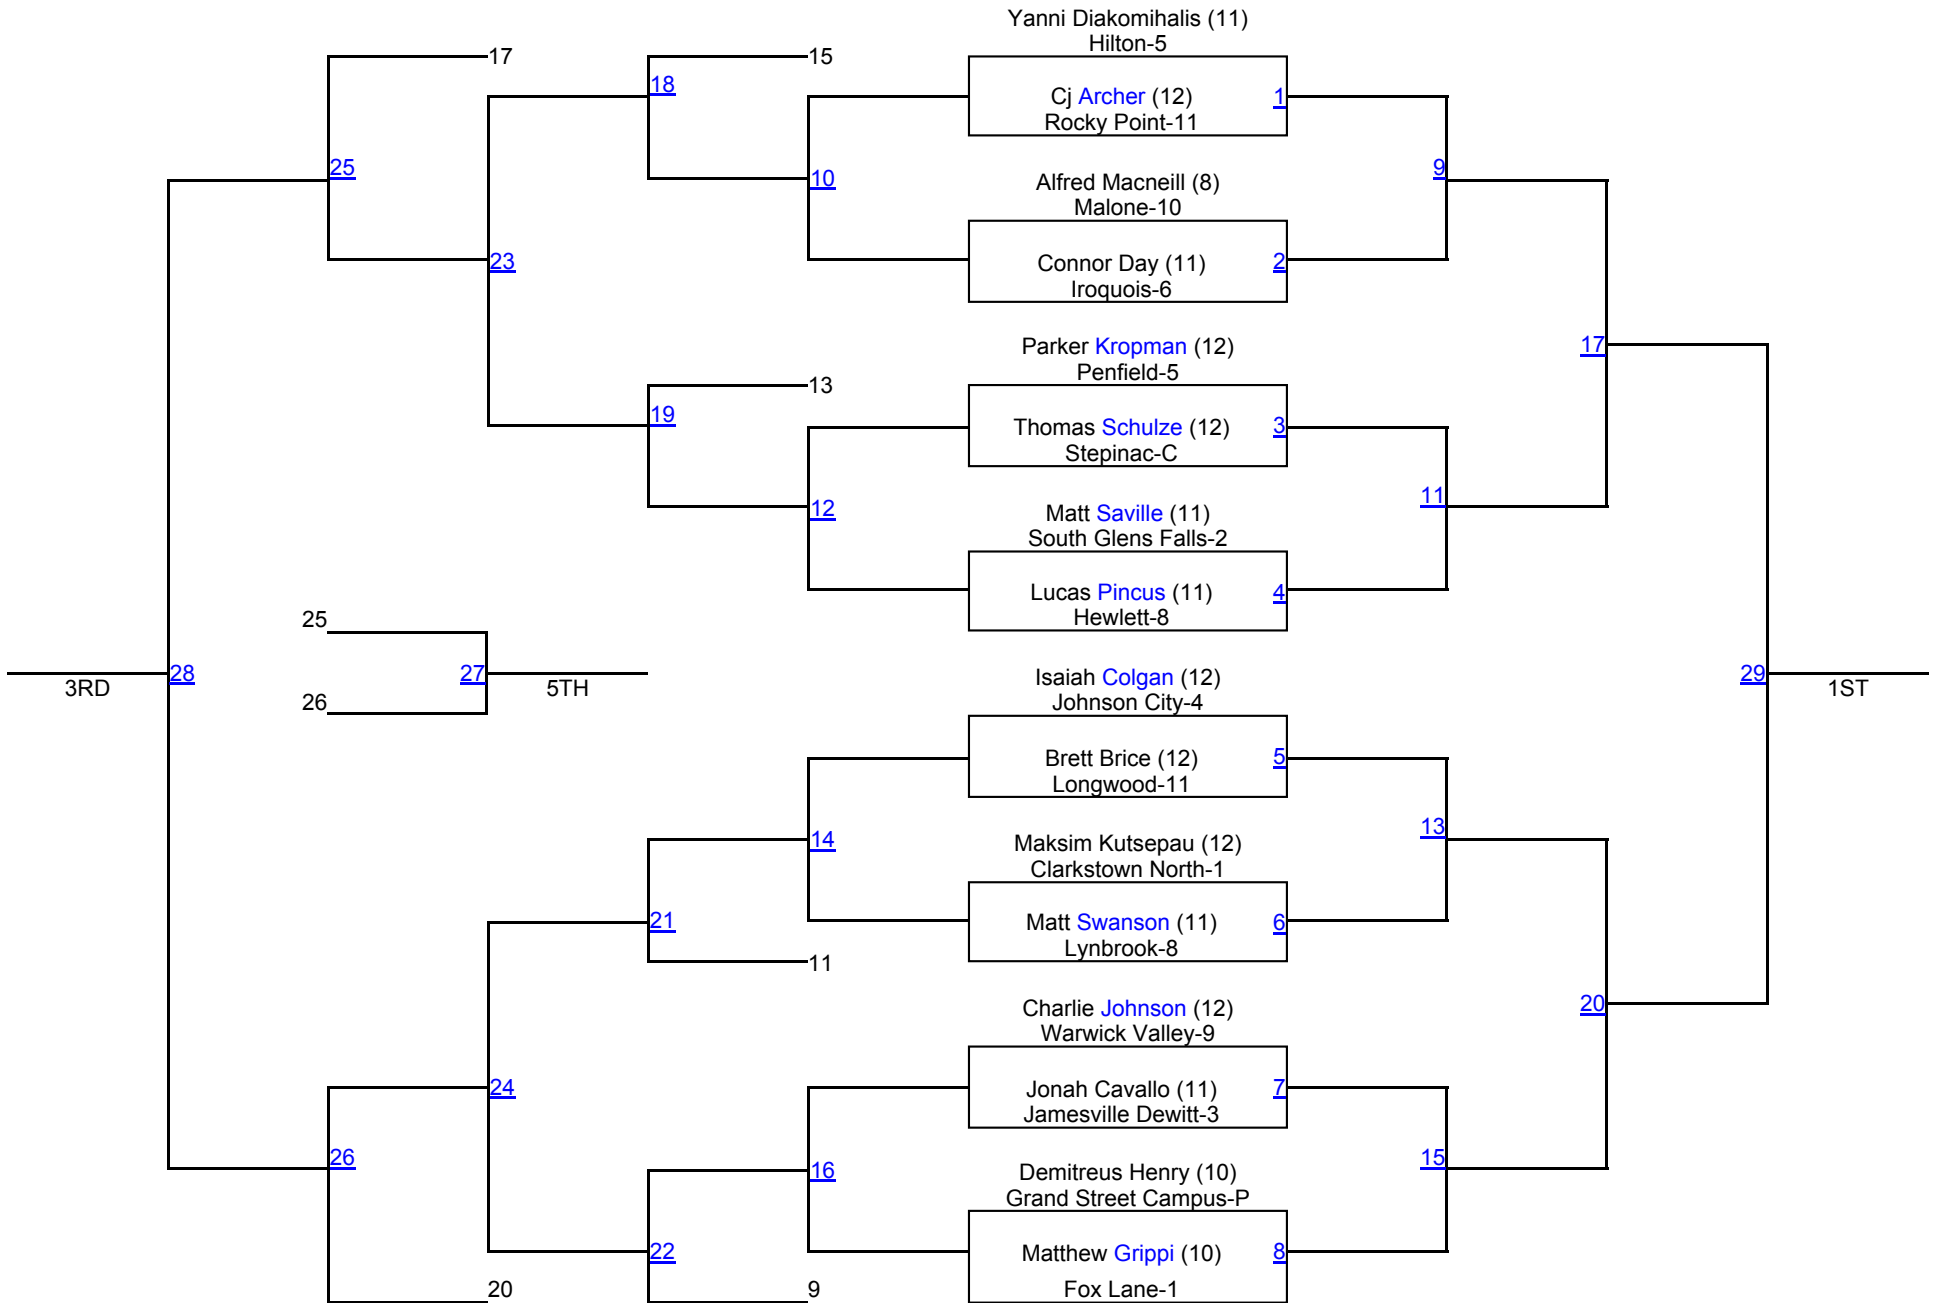 Yanni Diakomihalis (11)
Hilton-5
17
15
18
Cj Archer (12)
1
Rocky Point-11
25
10
9
Alfred Macneill (8)
Malone-10
23
Connor Day (11)
2
Iroquois-6
Parker Kropman (12)
17
Penfield-5
13
19
Thomas Schulze (12)
3
Stepinac-C
12
11
Matt Saville (11)
South Glens Falls-2
Lucas Pincus (11)
4
Hewlett-8
25
28
27
29
3RD
5TH
1ST
26
Isaiah Colgan (12)
Johnson City-4
Brett Brice (12)
5
Longwood-11
14
13
Maksim Kutsepau (12)
Clarkstown North-1
21
Matt Swanson (11)
6
Lynbrook-8
11
Charlie Johnson (12)
20
Warwick Valley-9
24
Jonah Cavallo (11)
7
Jamesville Dewitt-3
26
16
15
Demitreus Henry (10)
Grand Street Campus-P
22
Matthew Grippi (10)
8
20
9
Fox Lane-1